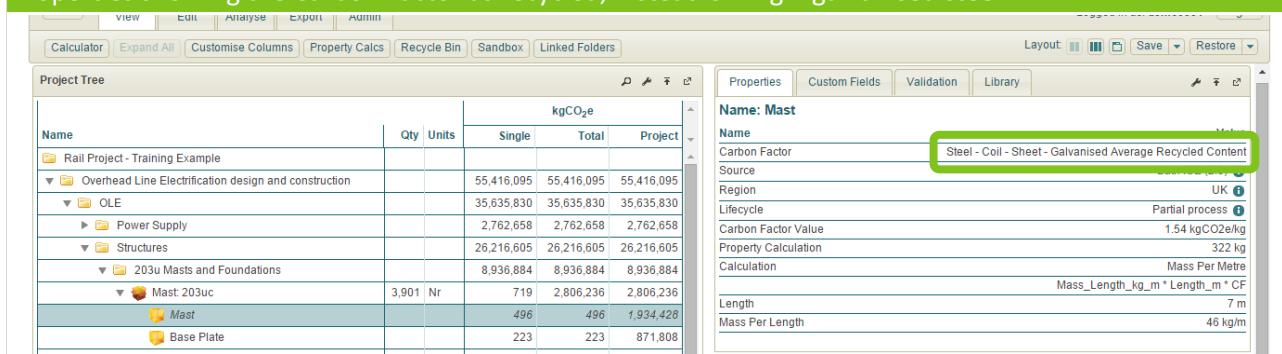 View Edit Analyse Export Admin
Calculator Expand All Customise Columns Property Calcs Recycle Bin Sandbox Linked Folders Layout: Save Restore
Project Tree
kgCO2e
Name Qty Units Single Total Project
Rail Project - Training Example
Overhead Line Electrification design and construction 55,416,095 55,416,095 55,416,095
OLE 35,635,830 35,635,830 35,635,830
Power Supply 2,762,658 2,762,658 2,762,658
Structures 26,216,605 26,216,605 26,216,605
203u Masts and Foundations 8,936,884 8,936,884 8,936,884
Mast: 203uc 3,901 Nr 719 2,806,236 2,806,236
Mast 496 496 1,934,428
Base Plate 223 223 871,808
Properties Custom Fields Validation Library
Name: Mast
Name
Carbon Factor Steel - Coil - Sheet - Galvanised Average Recycled Content
Source
Region UK
Lifecycle Partial process
Carbon Factor Value 1.54 kgCO2e/kg
Property Calculation 322 kg
Calculation Mass Per Metre
Mass_Length_kg_m * Length_m * CF
Length 7 m
Mass Per Length 46 kg/m